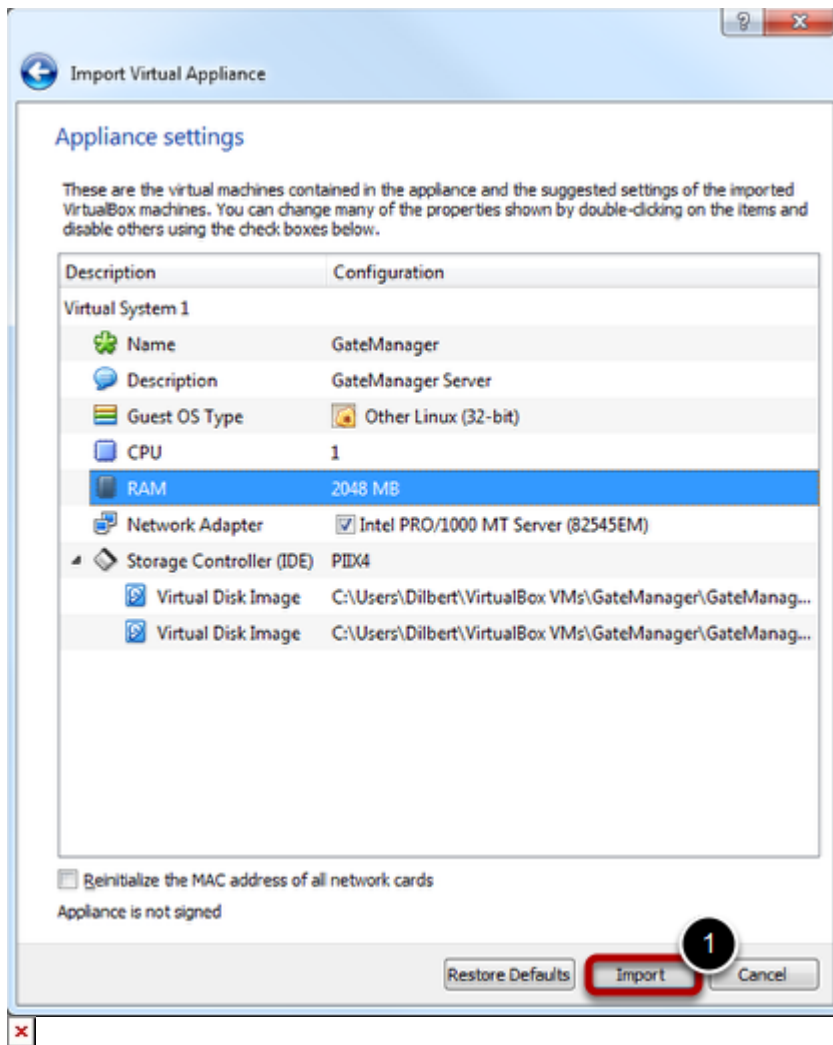 Import Virtual Appliance
Appliance settings
These are the virtual machines contained in the appliance and the suggested settings of the imported
VirtualBox machines. You can change many of the properties shown by double-clicking on the items and
disable others using the check boxes below.
Description Configuration
Virtual System 1
Name GateManager
Description GateManager Server
Guest OS Type Other Linux (32-bit)
CPU 1
RAM 2048 MB
Network Adapter Intel PRO/1000 MT Server (82545EM)
Storage Controller (IDE) PIIX4
Virtual Disk Image C:\Users\Dilbert\VirtualBox VMs\GateManager\GateManag...
Virtual Disk Image C:\Users\Dilbert\VirtualBox VMs\GateManager\GateManag...
Reinitialize the MAC address of all network cards
Appliance is not signed
1
Restore Defaults Import Cancel